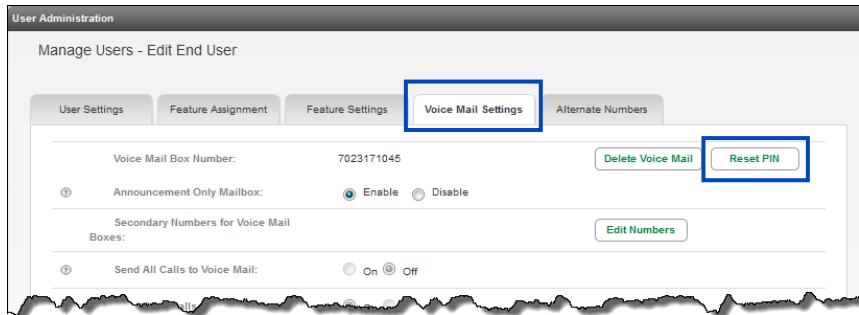 User Administration
Manage Users - Edit End User
User Settings Feature Assignment Feature Settings Voice Mail Settings Alternate Numbers
Voice Mail Box Number: 7023171045 Delete Voice Mail Reset PIN
Announcement Only Mailbox: Enable Disable
Secondary Numbers for Voice Mail
Boxes: Edit Numbers
Send All Calls to Voice Mail: On Off